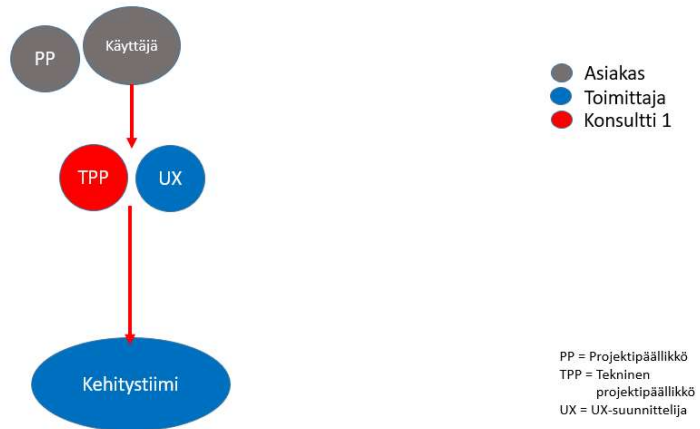 PP
Käyttäjä
TPP
UX
Kehitystiimi
Asiakas
Toimittaja
Konsultti 1
PP = Projektipäällikkö
TPP = Tekninen
projektipäällikkö
UX = UX-suunnittelija